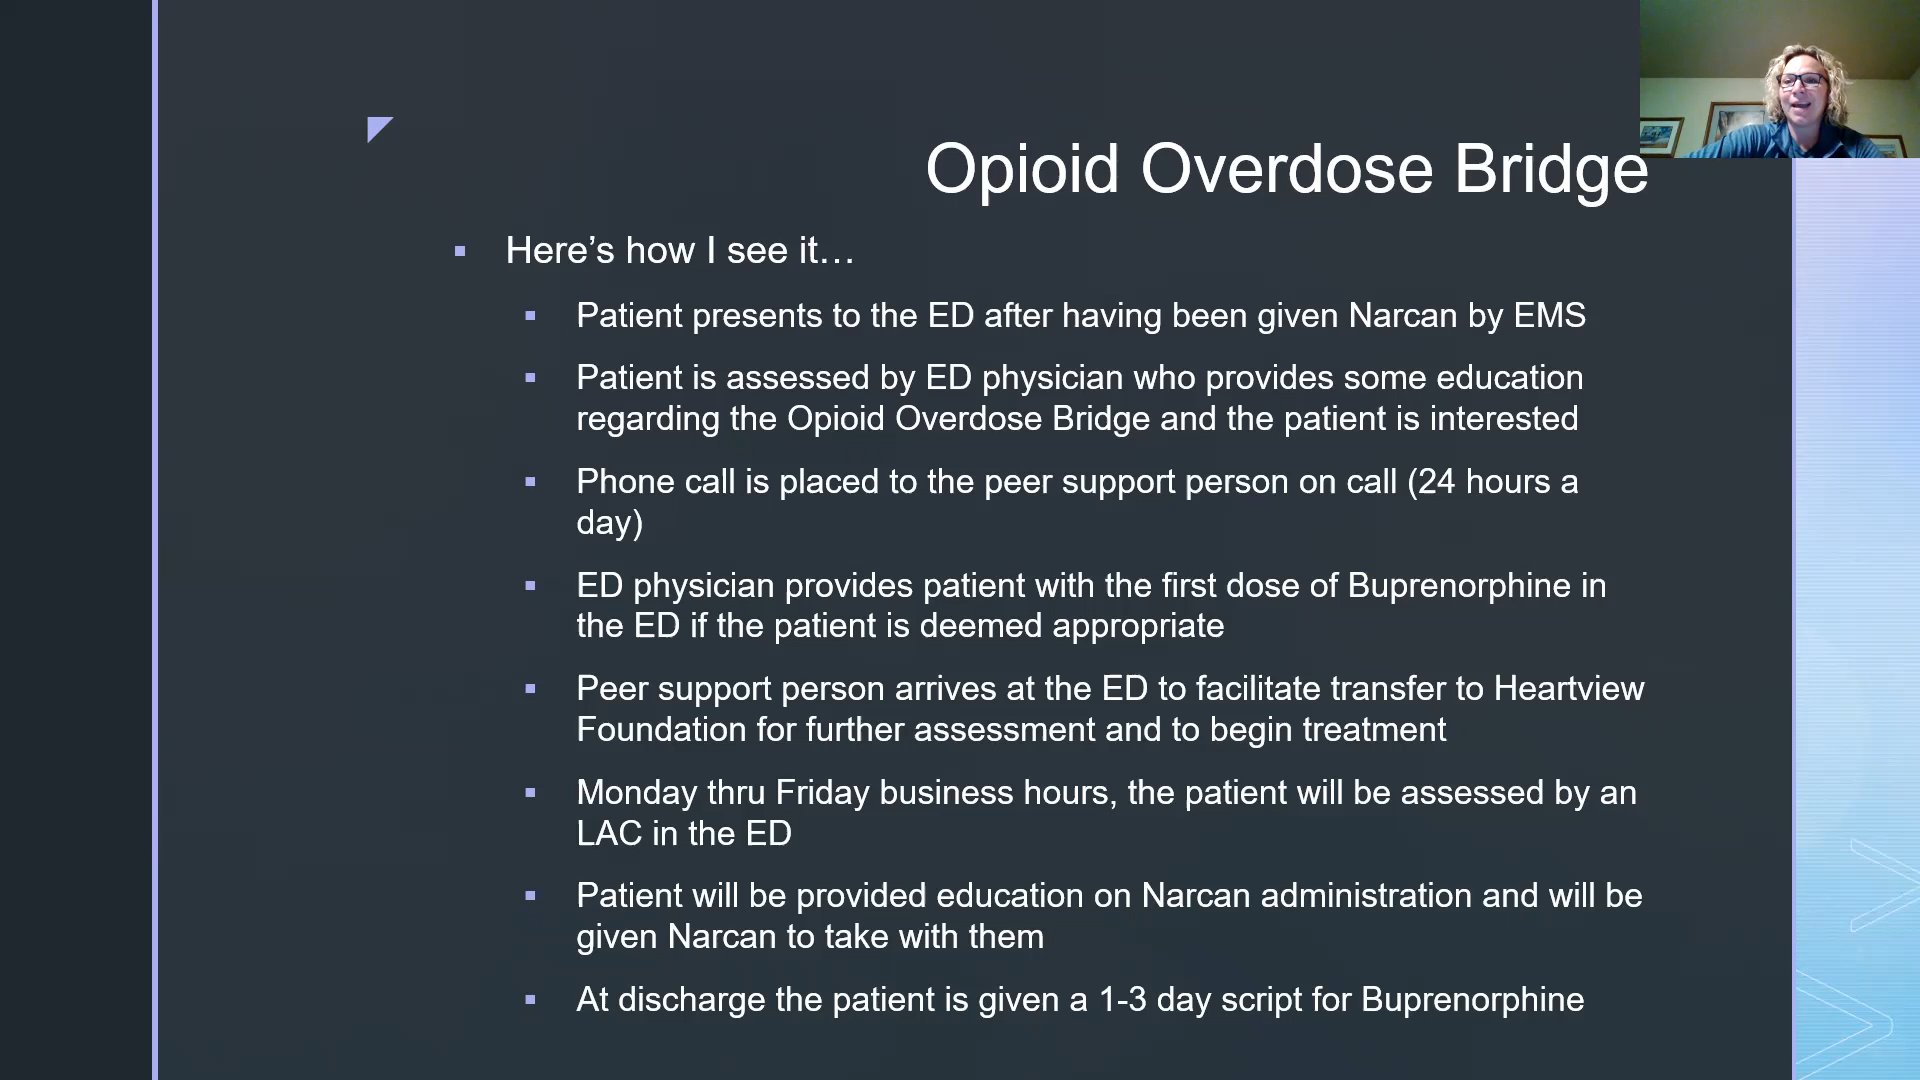 Opioid Overdose Bridge
Here’s how I see it…
Patient presents to the ED after having been given Narcan by EMS
Patient is assessed by ED physician who provides some education
regarding the Opioid Overdose Bridge and the patient is interested
Phone call is placed to the peer support person on call (24 hours a
day)
ED physician provides patient with the first dose of Buprenorphine in
the ED if the patient is deemed appropriate
Peer support person arrives at the ED to facilitate transfer to Heartview
Foundation for further assessment and to begin treatment
Monday thru Friday business hours, the patient will be assessed by an
LAC in the ED
Patient will be provided education on Narcan administration and will be
given Narcan to take with them
At discharge the patient is given a 1-3 day script for Buprenorphine